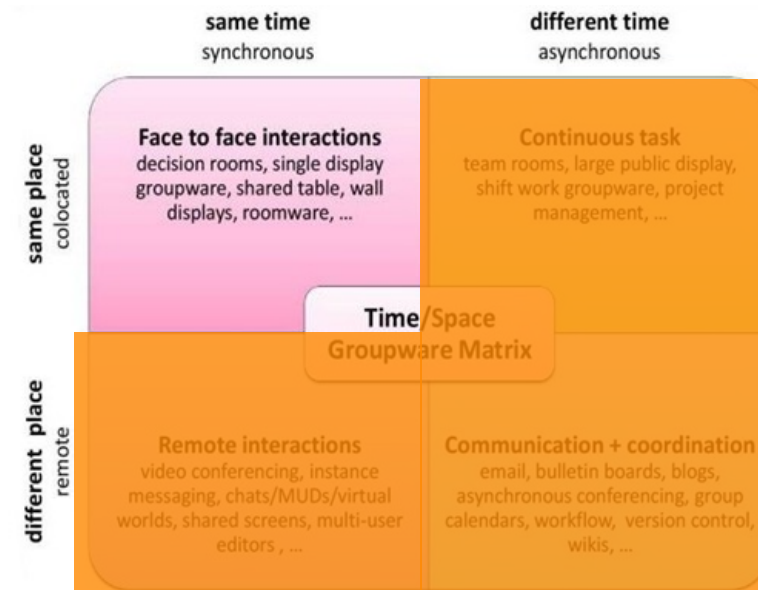 same time
synchronous
different time
asynchronous
same place
colocated
Face to face interactions
decision rooms, single display
groupware, shared table, wall
displays, roomware, ...
Continuous task
team rooms, large public display,
shift work groupware, project
management, ...
Time/Space
Groupware Matrix
different place
remote
Remote interactions
video conferencing, instance
messaging, chats/MUDs/virtual
worlds, shared screens, multi-user
editors , ...
Communication + coordination
email, bulletin boards, blogs,
asynchronous conferencing, group
calendars, workflow, version control,
wikis, ...